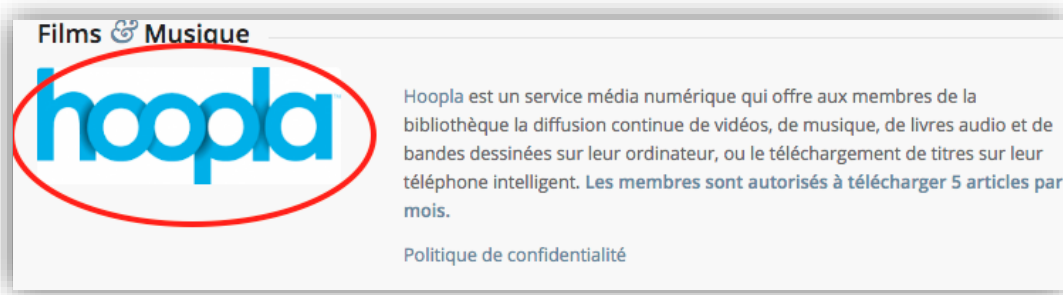 Films & Musique
hoopla
Hoopla est un service média numérique qui offre aux membres de la
bibliothèque la diffusion continue de vidéos, de musique, de livres audio et de
bandes dessinées sur leur ordinateur, ou le téléchargement de titres sur leur
téléphone intelligent. Les membres sont autorisés à télécharger 5 articles par
mois.
Politique de confidentialité